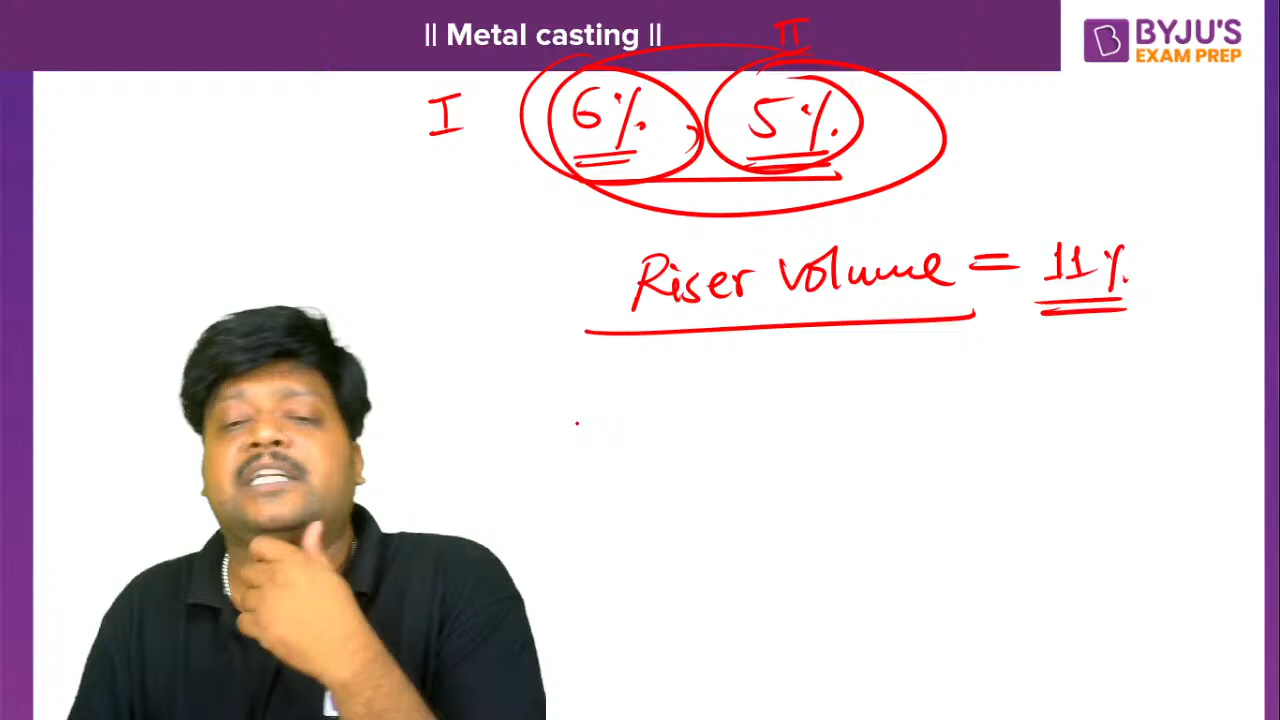 || Metal casting ||
BYJU'S
EXAM PREP
II
I 6% 5%
Riser volume = 11%